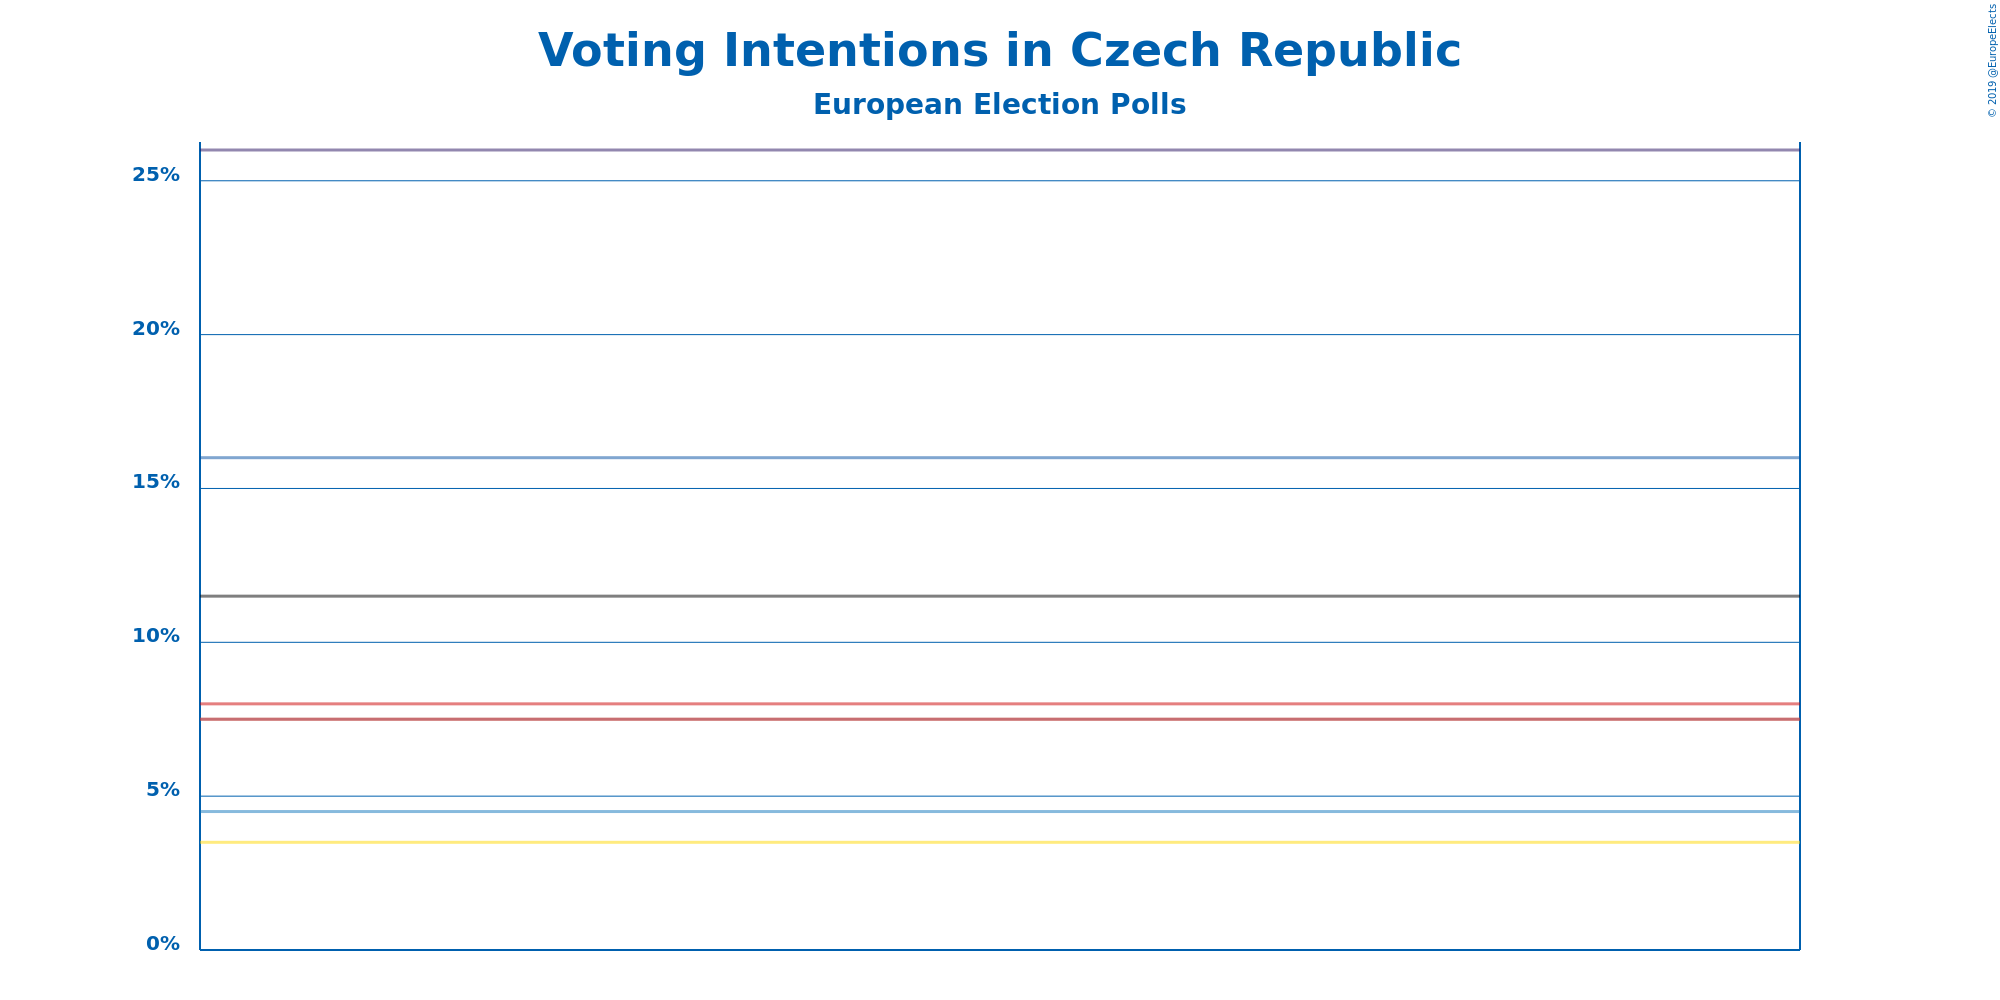 Voting Intentions in Czech Republic
European Election Polls
© 2019 @EuropeElects
25%
20%
15%
10%
5%
0%